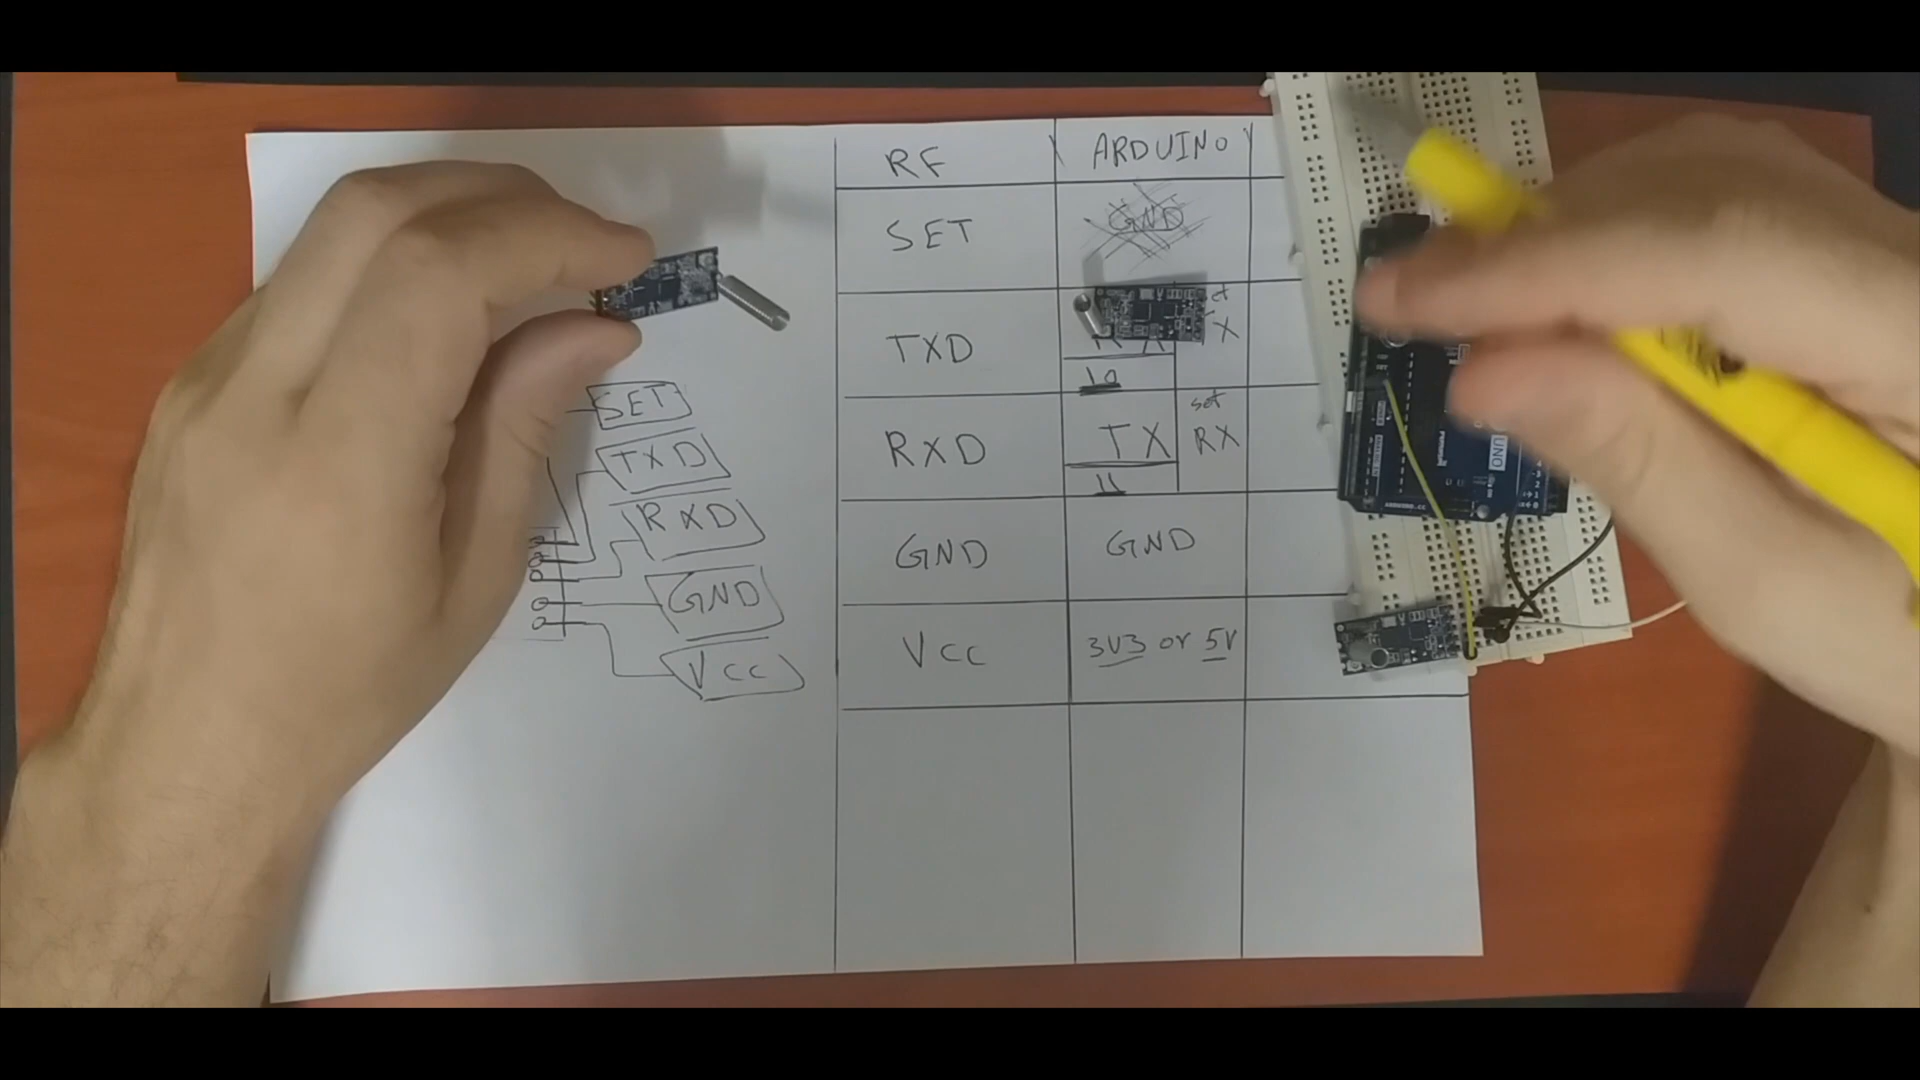 RF ARDUINO
SET GND
TXD
X
10
set
RXD TX RX
11
GND GND
VCC 3V3 or 5V
SET
TXD
RXD
GND
VCC
UNO